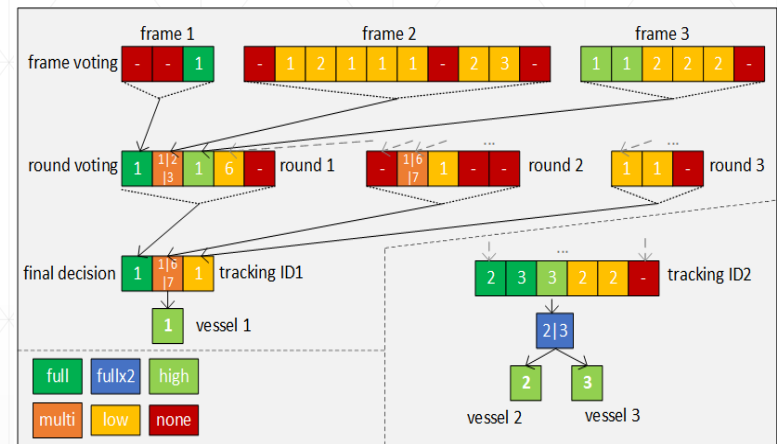 frame 1 frame 2 frame 3
frame voting - - 1 - 1 2 1 1 1 - 2 3 - 1 1 2 2 2 -
round voting 1 1|2|3 1 6 - round 1 - 1|6|7 1 - - round 2 1 1 - round 3
... ...
final decision 1 1|6|7 1 tracking ID1
...
2 3 3 2 2 - tracking ID2
1 vessel 1
2|3
full fullx2 high
2 3
multi low none
vessel 2 vessel 3